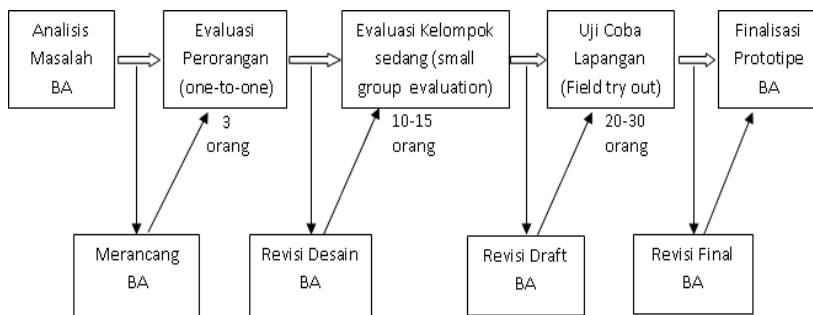 Analisis
Masalah
BA
Evaluasi
Perorangan
(one-to-one)
Evaluasi Kelompok
sedang (small
group evaluation)
Uji Coba
Lapangan
(Field try out)
Finalisasi
Prototipe
BA
3
orang
10-15
orang
20-30
orang
Merancang
BA
Revisi Desain
BA
Revisi Draft
BA
Revisi Final
BA